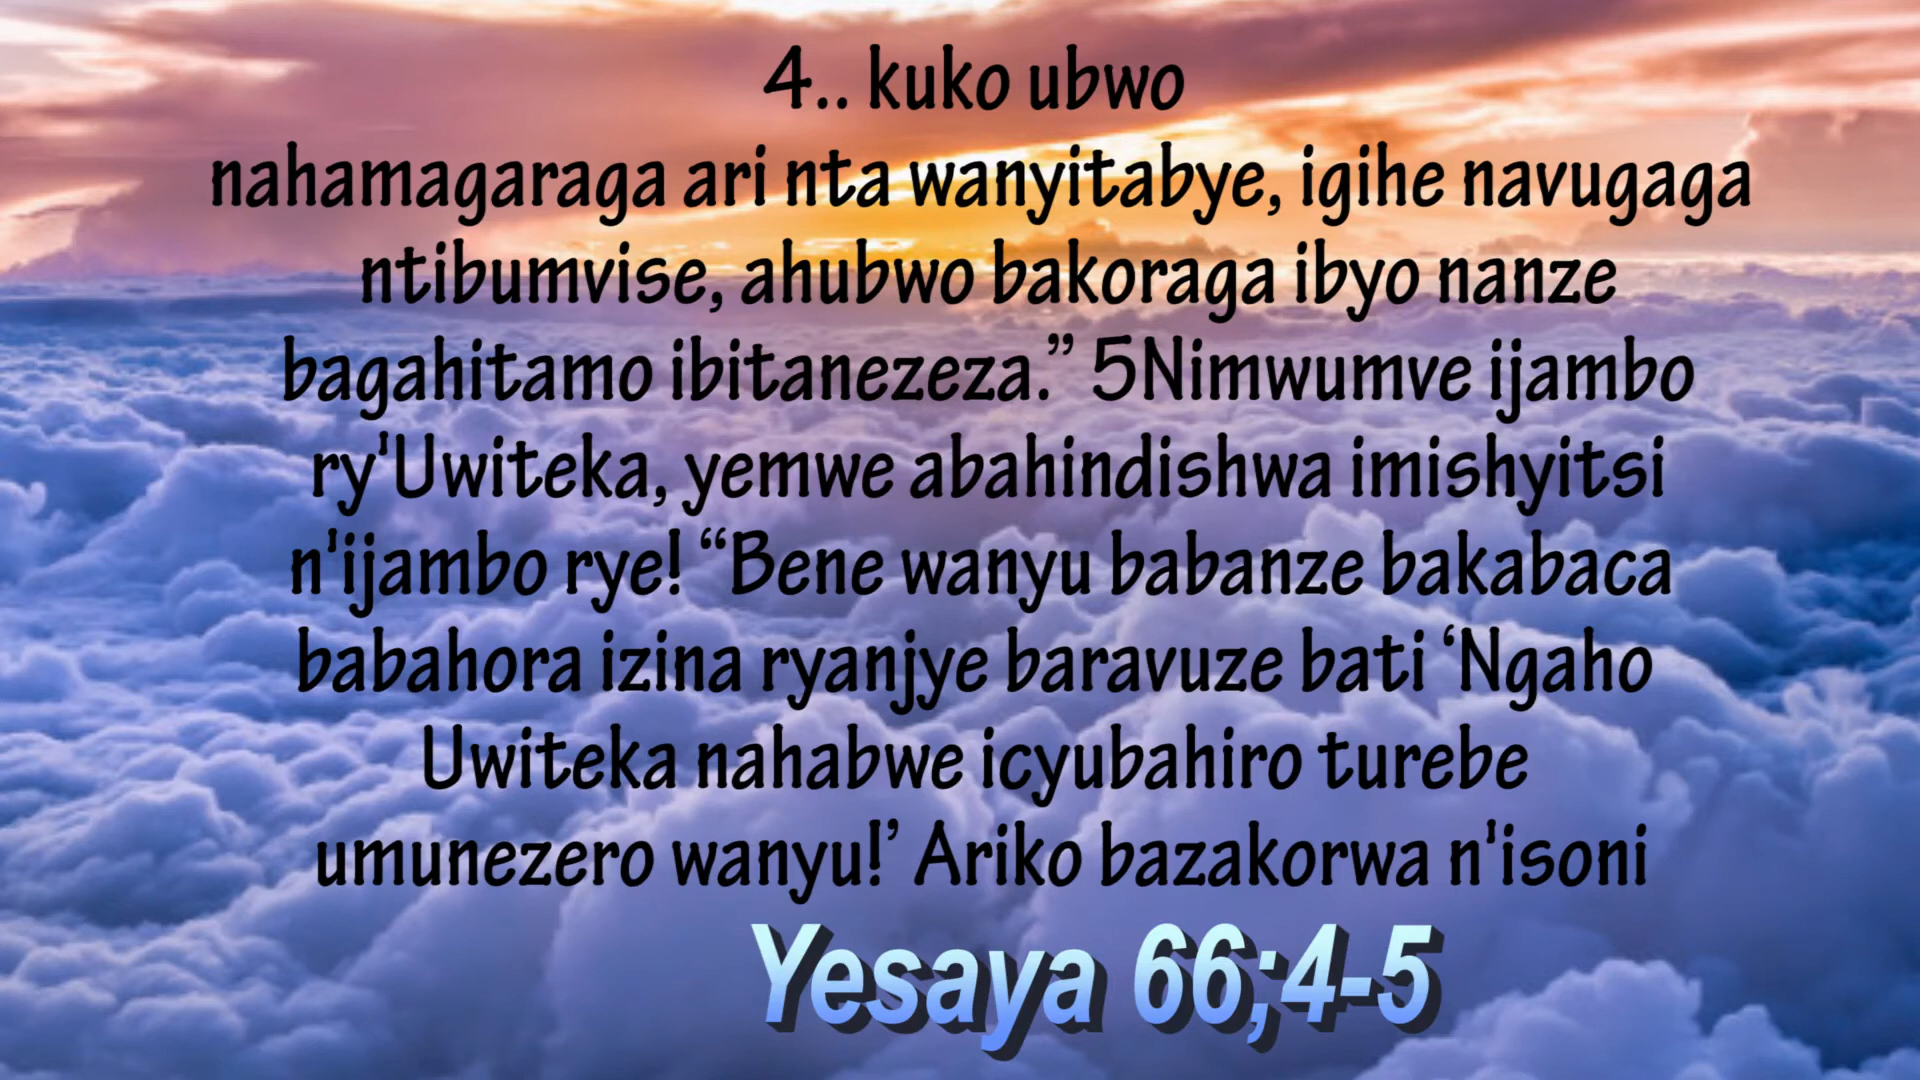 4.. kuko ubwo
nahamagaraga ari nta wanyitabye, igihe navugaga
ntibumvise, ahubwo bakoraga ibyo nanze
bagahitamo ibitanezeza.” 5Nimwumve ijambo
ry'Uwiteka, yemwe abahindishwa imishyitsi
n'ijambo rye! “Bene wanyu babanze bakabaca
babahora izina ryanjye baravuze bati ‘Ngaho
Uwiteka nahabwe icyubahiro turebe
umunezero wanyu!’ Ariko bazakorwa n'isoni
Yesaya 66;4-5